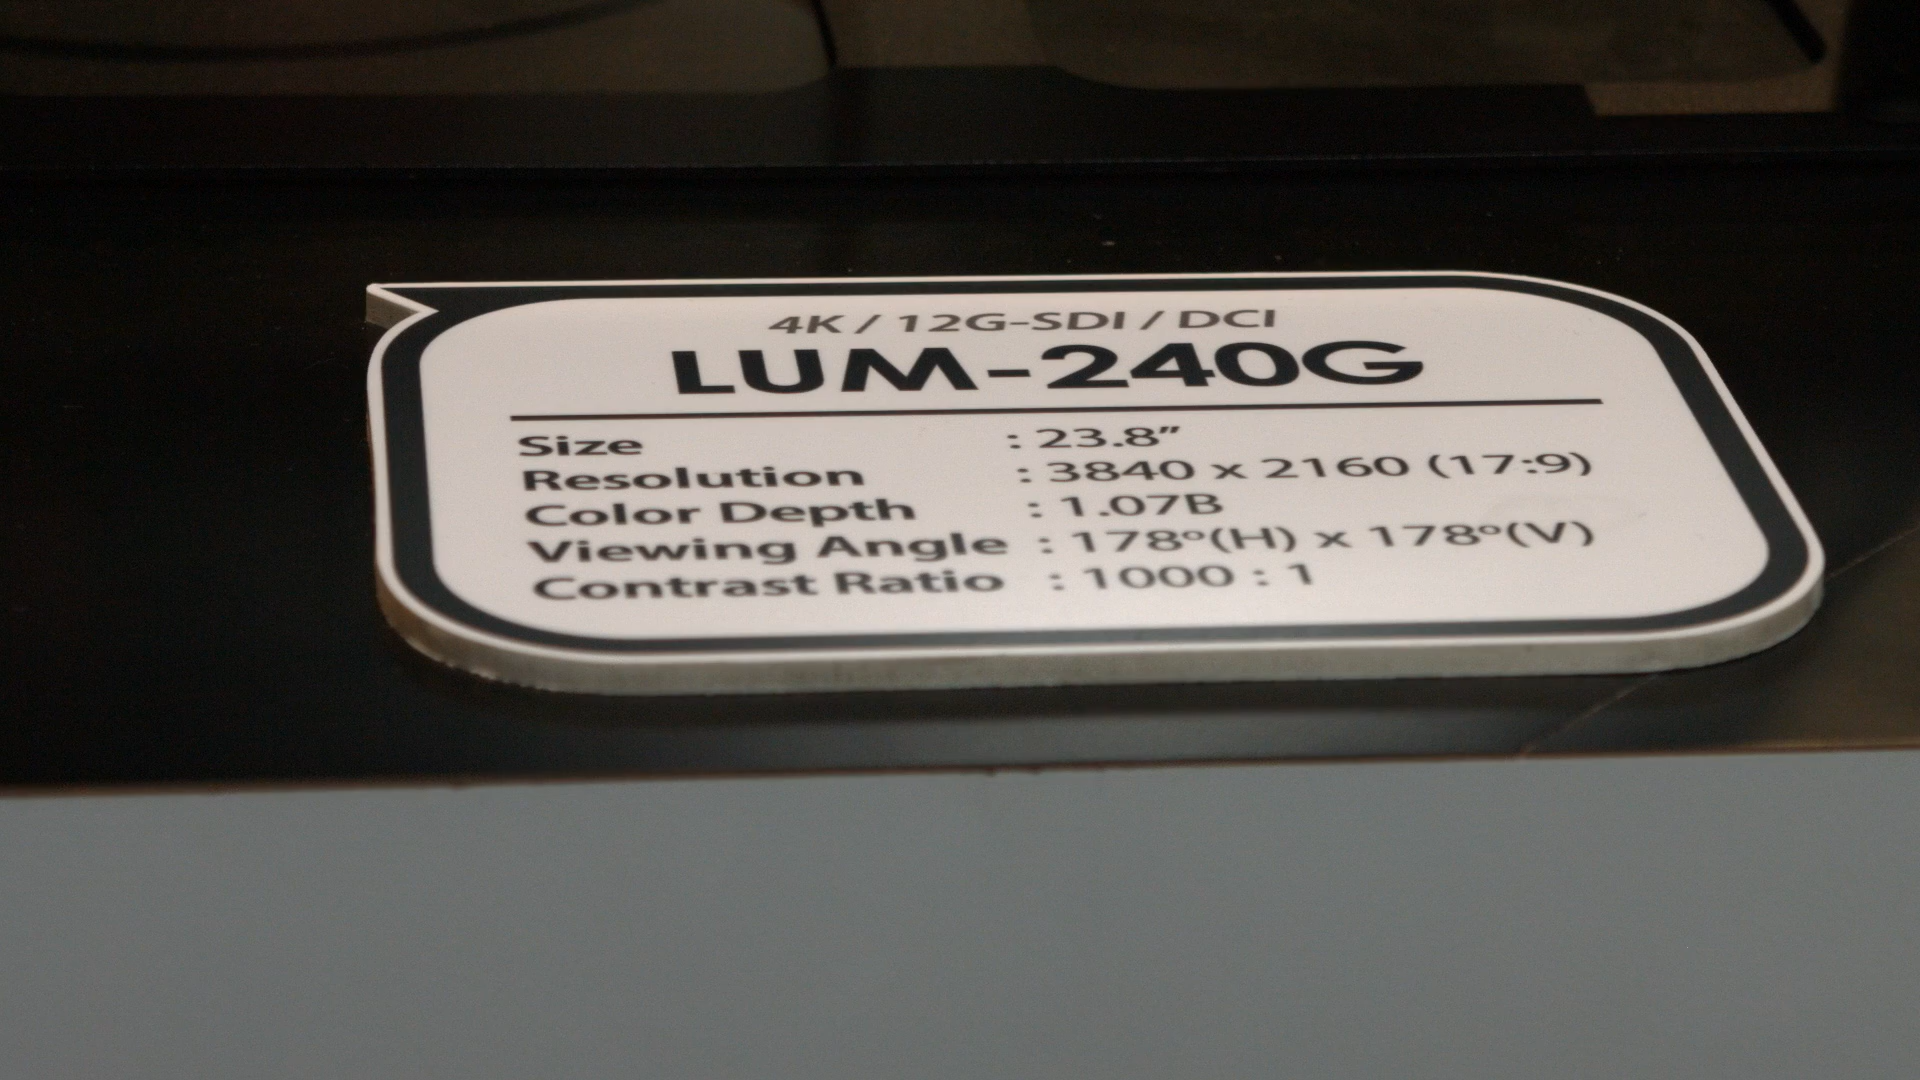 4K / 12G-SDI / DCI
LUM-240G
Size : 23.8"
Resolution : 3840 x 2160 (17:9)
Color Depth : 1.07B
Viewing Angle : 178º(H) x 178º(V)
Contrast Ratio : 1000 : 1